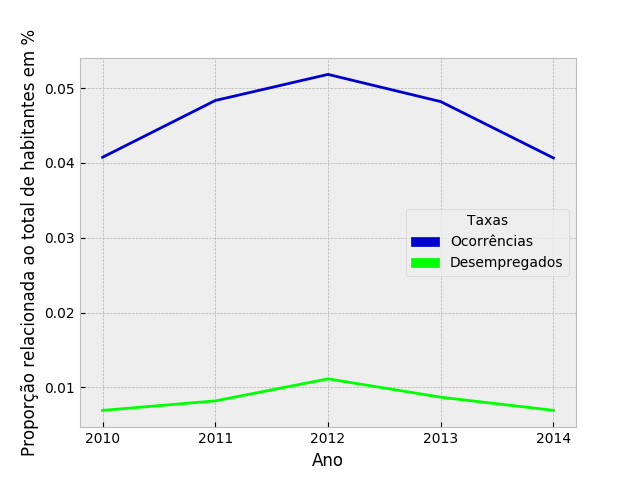 Proporção relacionada ao total de habitantes em %
0.05
0.04
0.03
0.02
0.01
Taxas
Ocorrências
Desempregados
2010 2011 2012 2013 2014
Ano